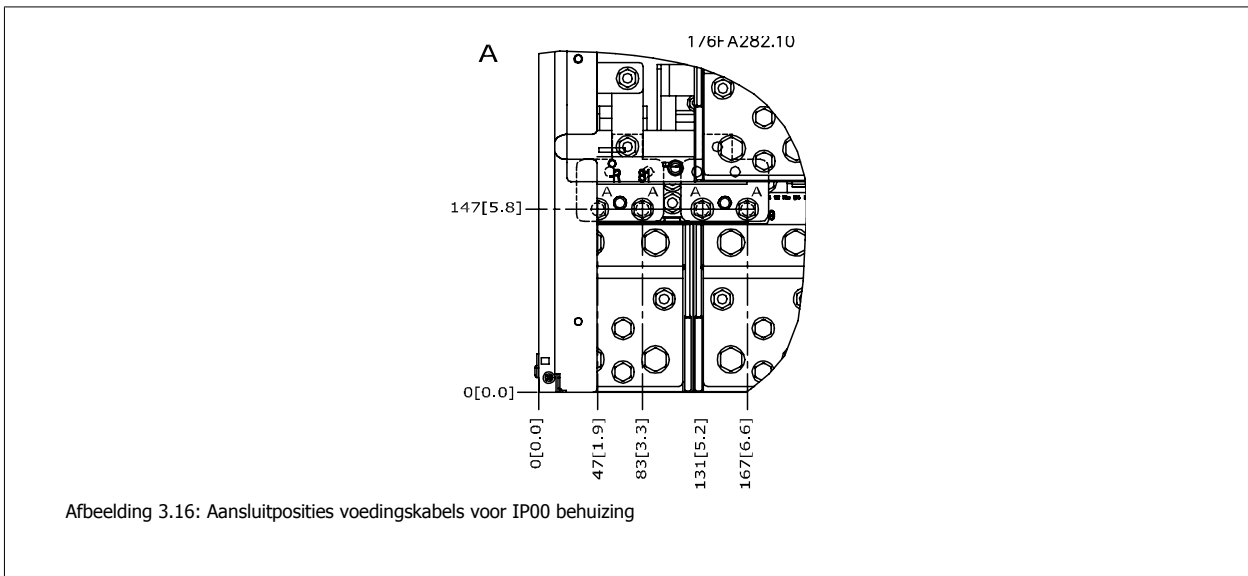 A
176FA282.10
A A A A
147[5.8]
0[0.0]
0[0.0]
47[1.9]
83[3.3]
131[5.2]
167[6.6]
Afbeelding 3.16: Aansluitposities voedingskabels voor IP00 behuizing